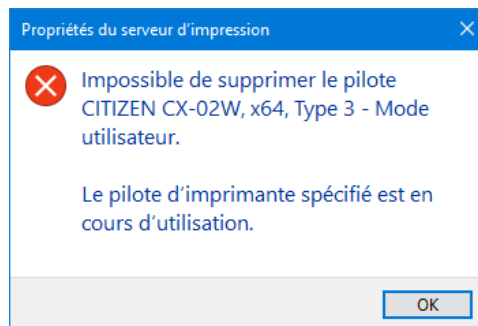 Propriétés du serveur d'impression
Impossible de supprimer le pilote
CITIZEN CX-02W, x64, Type 3 - Mode
utilisateur.
Le pilote d'imprimante spécifié est en
cours d'utilisation.
OK